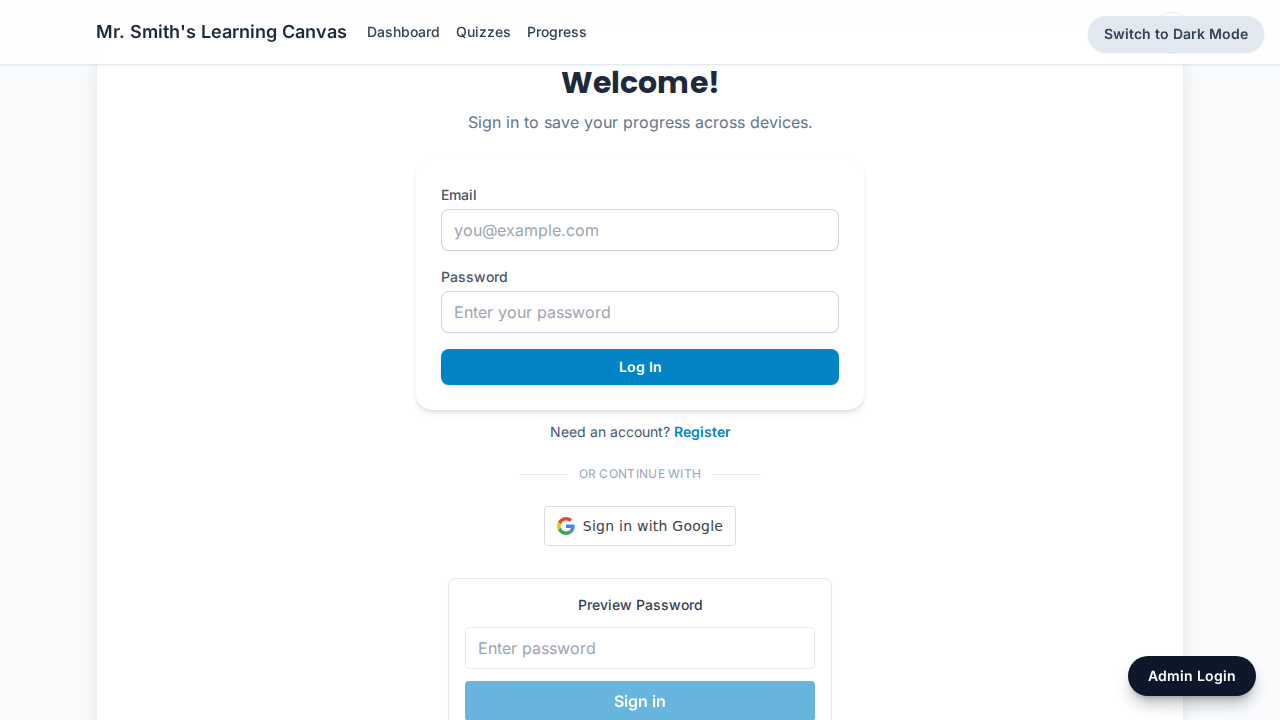 Mr. Smith's Learning Canvas Dashboard Quizzes Progress Switch to Dark Mode
Welcome!
Sign in to save your progress across devices.
Email
you@example.com
Password
Enter your password
Log In
Need an account? Register
OR CONTINUE WITH
Sign in with Google
Preview Password
Enter password
Admin Login
Sign in